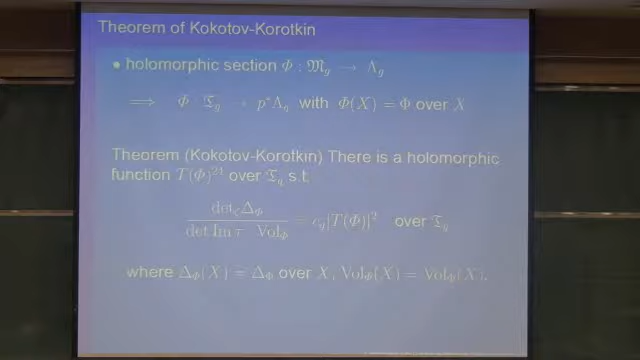 Theorem of Kokotov-Korotkin
• holomorphic section Φ : 𝔐_g → Λ_g
⟹ Φ 𝔗_g → p*Λ_g with Φ(X) = Φ over X
Theorem (Kokotov-Korotkin) There is a holomorphic
function T(Φ)^24 over 𝔗_g s.t.
det_ζ Δ_Φ / det Im τ · Vol_Φ = c_g |T(Φ)|² over 𝔗_g
where Δ_Φ(X) = Δ_Φ over X, Vol_Φ(X) = Vol_Φ(X).